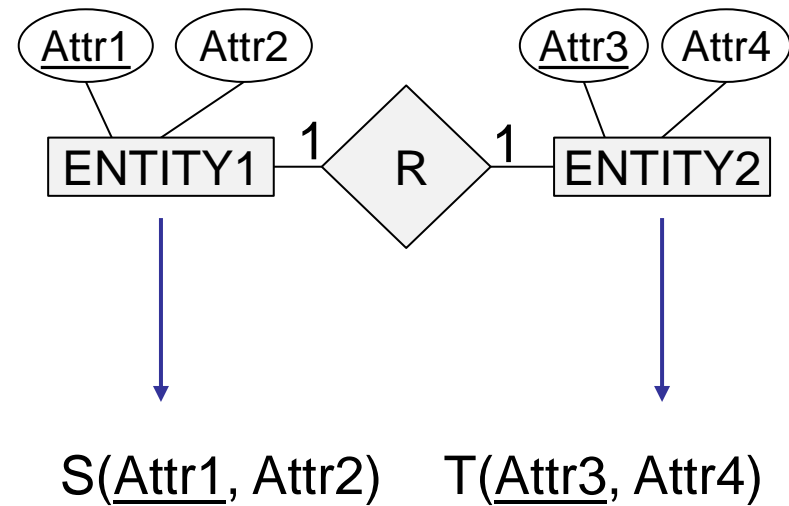 Attr1 Attr2 Attr3 Attr4
ENTITY1 1 R 1 ENTITY2
S(Attr1, Attr2) T(Attr3, Attr4)